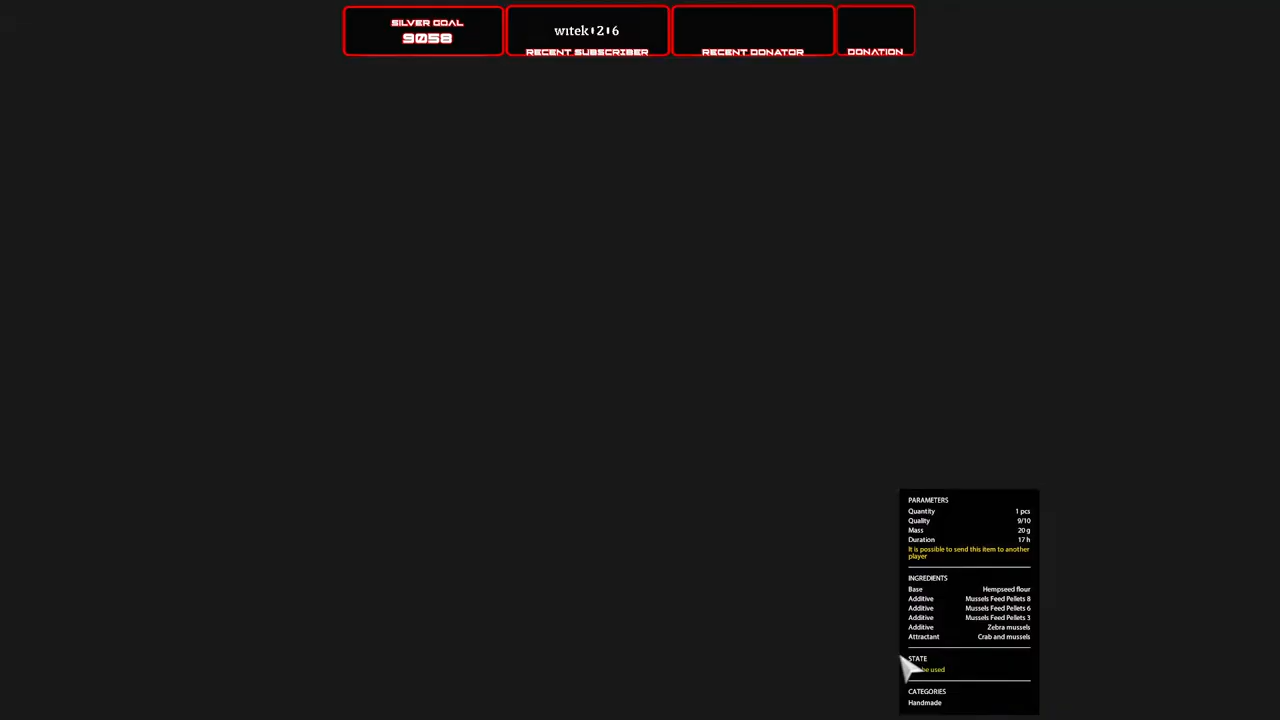 SILVER GOAL
9058
RECENT SUBSCRIBER
RECENT DONATOR
DONATION
PARAMETERS
Quantity 1 pcs
Quality 9/10
Mass 20 g
Duration 17 h
It is possible to send this item to another
player
INGREDIENTS
Base Hempseed flour
Additive Mussels Feed Pellets 8
Additive Mussels Feed Pellets 6
Additive Mussels Feed Pellets 3
Additive Zebra mussels
Attractant Crab and mussels
STATE
be used
CATEGORIES
Handmade